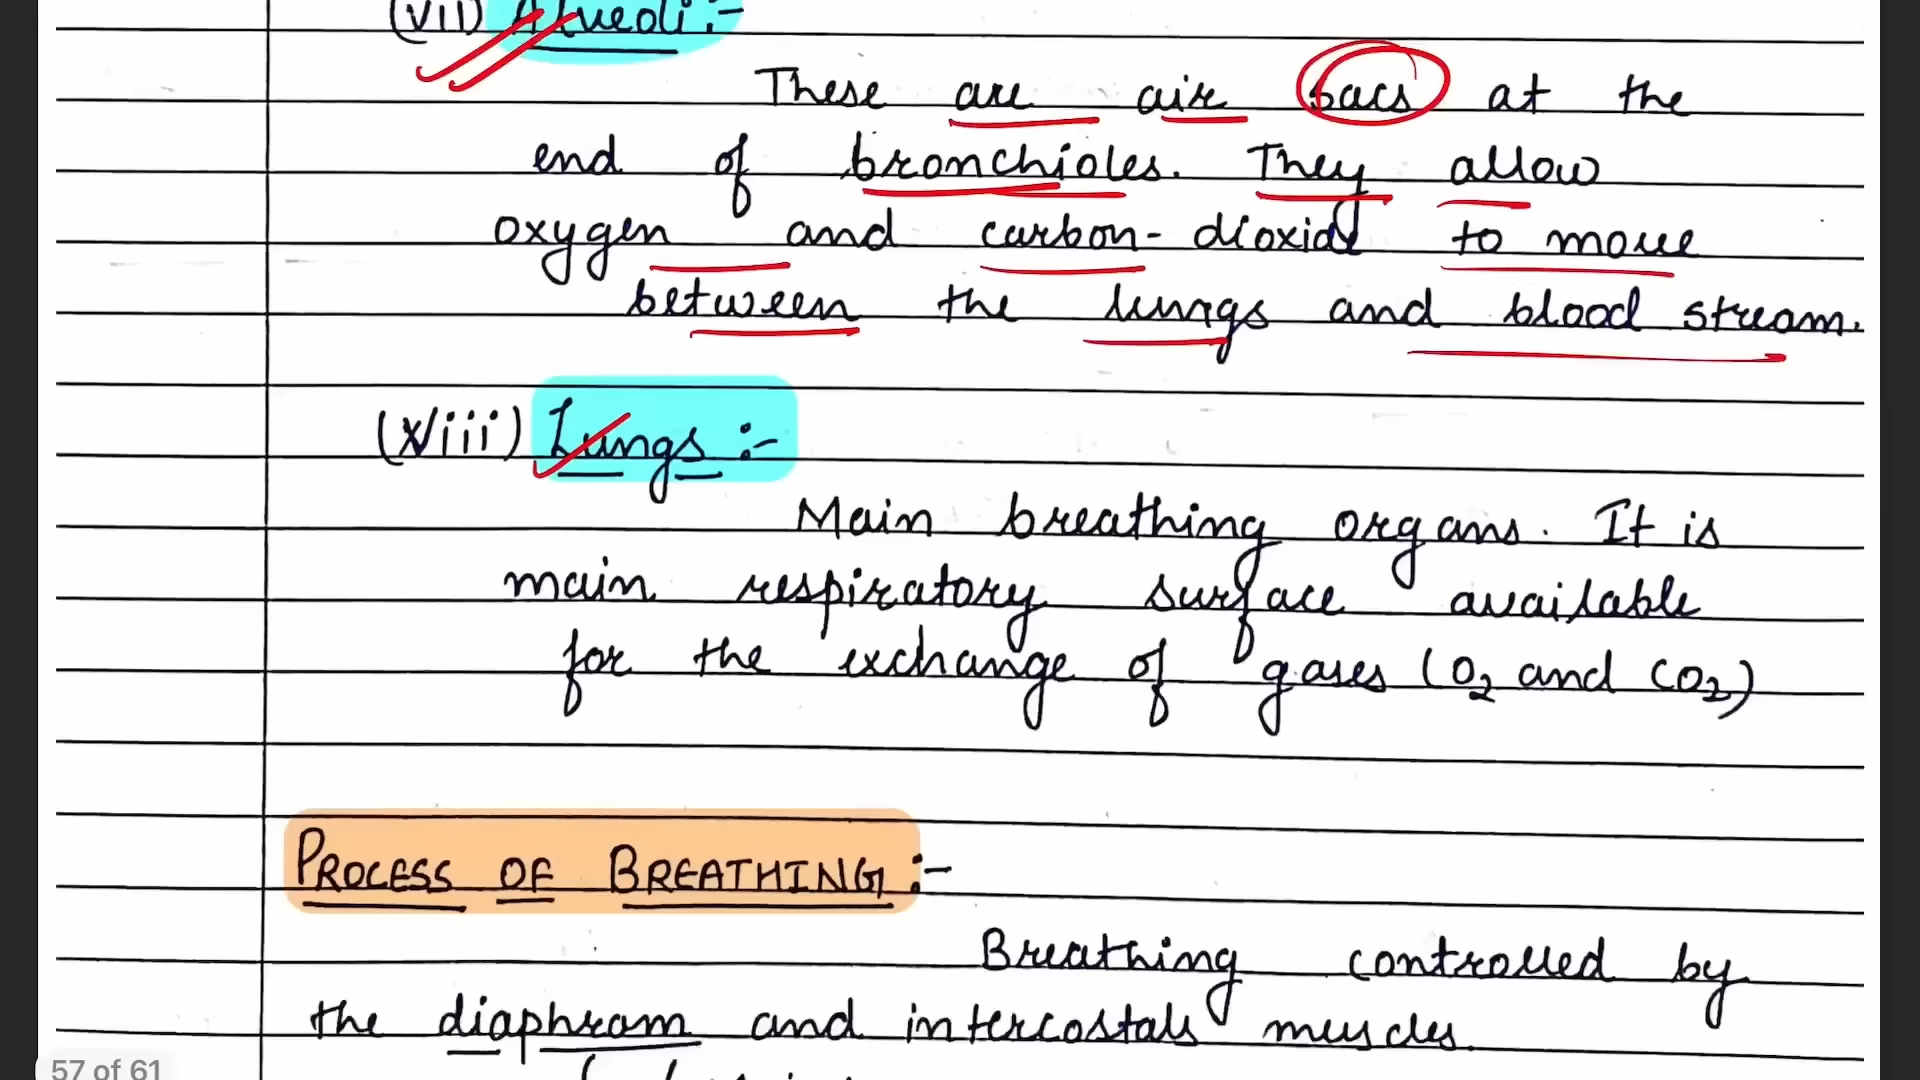 (vii) Alveoli :-
These are air sacs at the
end of bronchioles. They allow
oxygen and carbon-dioxide to move
between the lungs and blood stream.
(viii) Lungs :-
Main breathing organs. It is
main respiratory surface available
for the exchange of gases (O₂ and CO₂)
PROCESS OF BREATHING :-
Breathing controlled by
the diaphram and intercostals muscles.
57 of 61